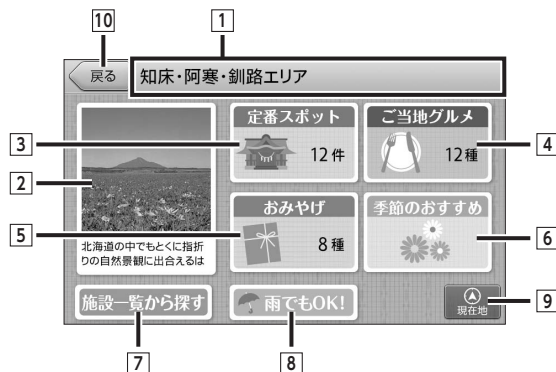 10
1
戻る
知床・阿寒・釧路エリア
定番スポット
ご当地グルメ
3
12件
12種
4
2
おみやげ
季節のおすすめ
5
8種
6
北海道の中でもとくに指折
りの自然景観に出合えるは
施設一覧から探す
雨でもOK!
現在地
9
7
8